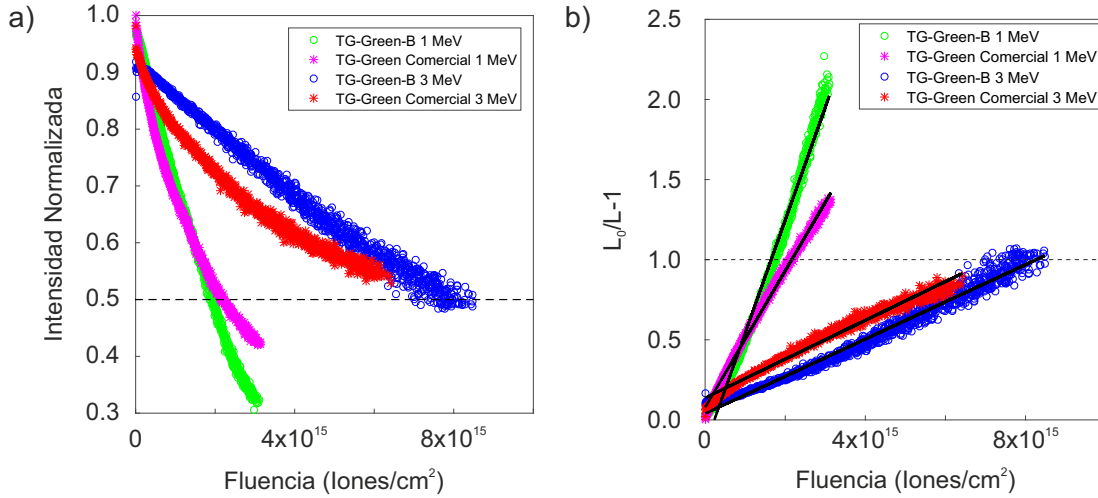 a)
1.0
0.9
0.8
0.7
0.6
0.5
0.4
0.3
Intensidad Normalizada
TG-Green-B 1 MeV
TG-Green Comercial 1 MeV
TG-Green-B 3 MeV
TG-Green Comercial 3 MeV
0
4x10¹⁵
8x10¹⁵
Fluencia (Iones/cm²)
b)
2.5
2.0
1.5
1.0
0.5
0.0
L₀/L-1
TG-Green-B 1 MeV
TG-Green Comercial 1 MeV
TG-Green-B 3 MeV
TG-Green Comercial 3 MeV
0
4x10¹⁵
8x10¹⁵
Fluencia (Iones/cm²)